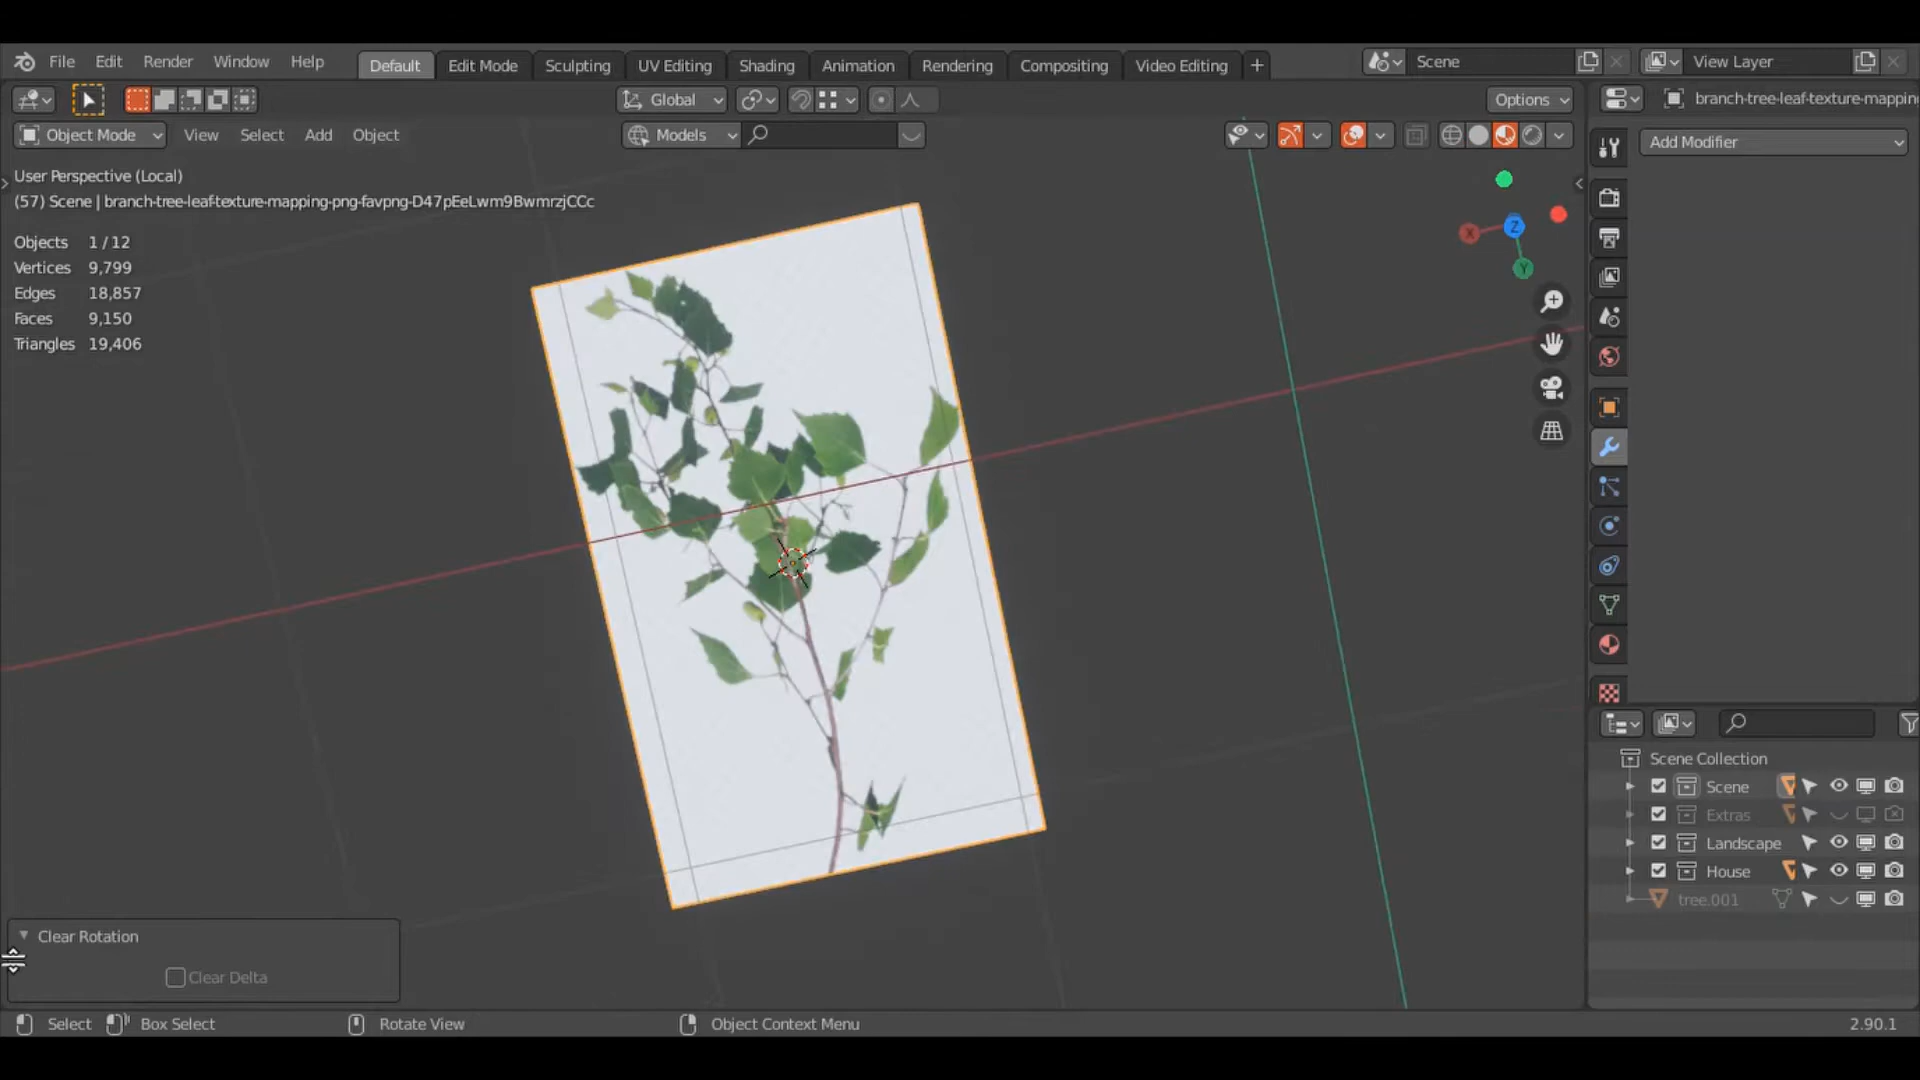 File Edit Render Window Help Default Edit Mode Sculpting UV Editing Shading Animation Rendering Compositing Video Editing + Scene View Layer
Global Options branch-tree-leaf-texture-mappin
Object Mode View Select Add Object Models Add Modifier
User Perspective (Local)
(57) Scene | branch-tree-leaf-texture-mapping-png-favpng-D47pEeLwm9BwmrzjCCc
Objects 1 / 12
Vertices 9,799
Edges 18,857
Faces 9,150
Triangles 19,406
X Z Y
Scene Collection
Scene
Extras
Landscape
House
tree.001
Clear Rotation
Clear Delta
Select Box Select Rotate View Object Context Menu 2.90.1